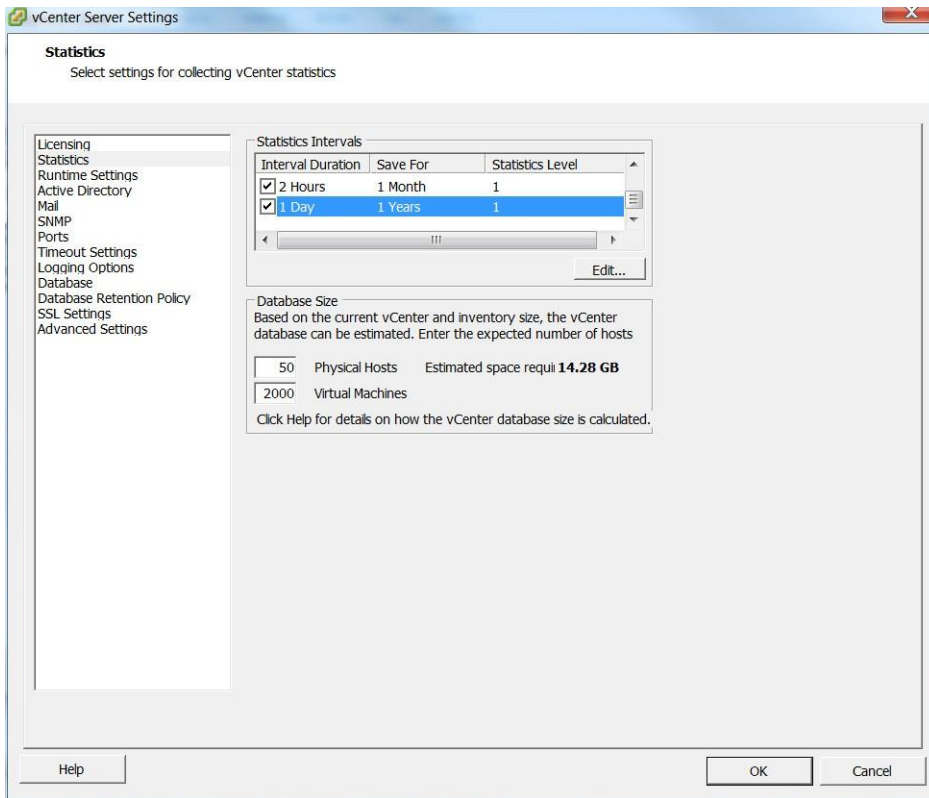 vCenter Server Settings
Statistics
Select settings for collecting vCenter statistics
Licensing
Statistics
Runtime Settings
Active Directory
Mail
SNMP
Ports
Timeout Settings
Logging Options
Database
Database Retention Policy
SSL Settings
Advanced Settings
Statistics Intervals
Interval Duration Save For Statistics Level
2 Hours 1 Month 1
1 Day 1 Years 1
Edit...
Database Size
Based on the current vCenter and inventory size, the vCenter
database can be estimated. Enter the expected number of hosts
50 Physical Hosts Estimated space requi 14.28 GB
2000 Virtual Machines
Click Help for details on how the vCenter database size is calculated.
Help OK Cancel